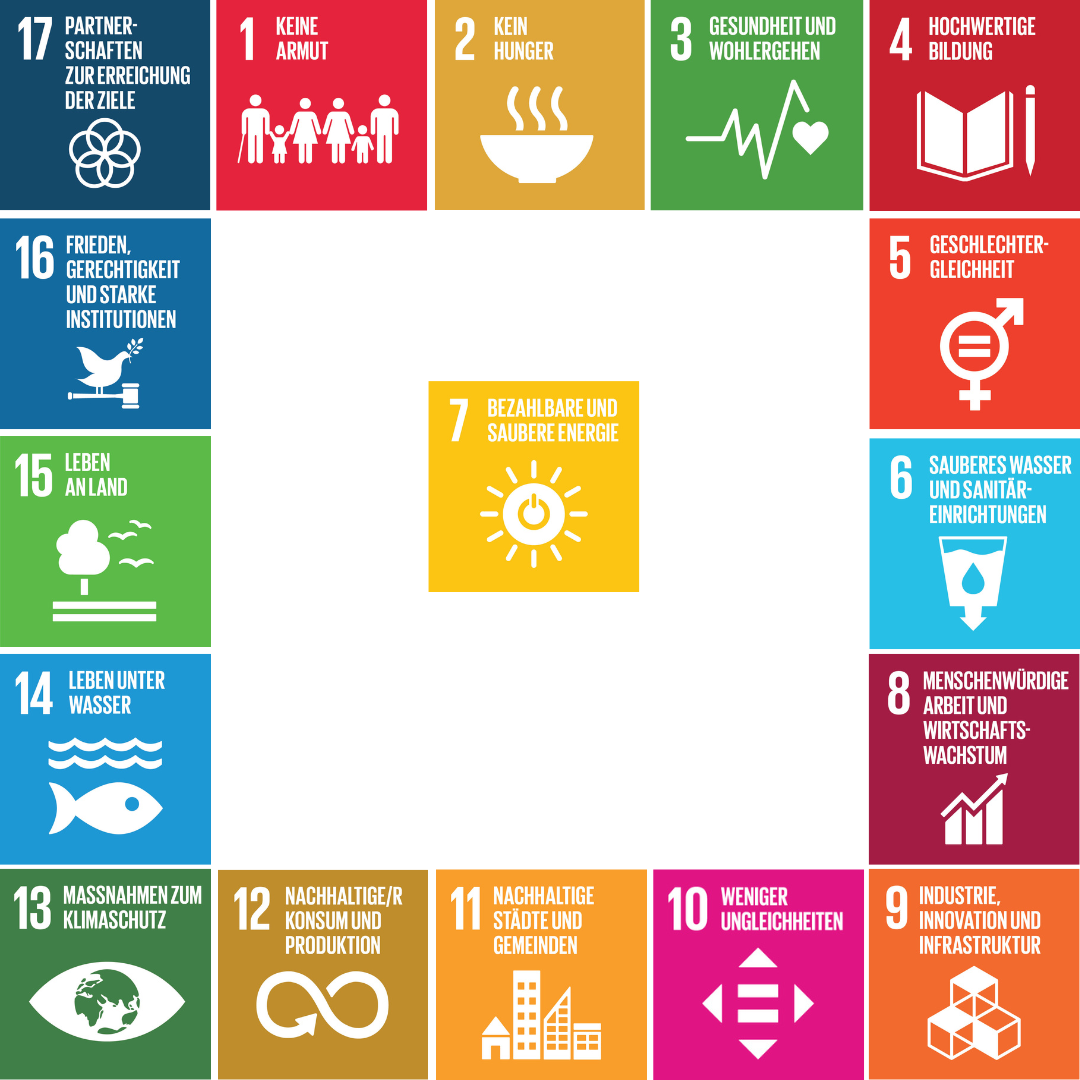 17 PARTNER-
SCHAFTEN
ZUR ERREICHUNG
DER ZIELE
1 KEINE
ARMUT
2 KEIN
HUNGER
3 GESUNDHEIT UND
WOHLERGEHEN
4 HOCHWERTIGE
BILDUNG
16 FRIEDEN,
GERECHTIGKEIT
UND STARKE
INSTITUTIONEN
5 GESCHLECHTER-
GLEICHHEIT
7 BEZAHLBARE UND
SAUBERE ENERGIE
15 LEBEN
AN LAND
6 SAUBERES WASSER
UND SANITÄR-
EINRICHTUNGEN
14 LEBEN UNTER
WASSER
8 MENSCHENWÜRDIGE
ARBEIT UND
WIRTSCHAFTS-
WACHSTUM
13 MASSNAHMEN ZUM
KLIMASCHUTZ
12 NACHHALTIGE/R
KONSUM UND
PRODUKTION
11 NACHHALTIGE
STÄDTE UND
GEMEINDEN
10 WENIGER
UNGLEICHHEITEN
9 INDUSTRIE,
INNOVATION UND
INFRASTRUKTUR